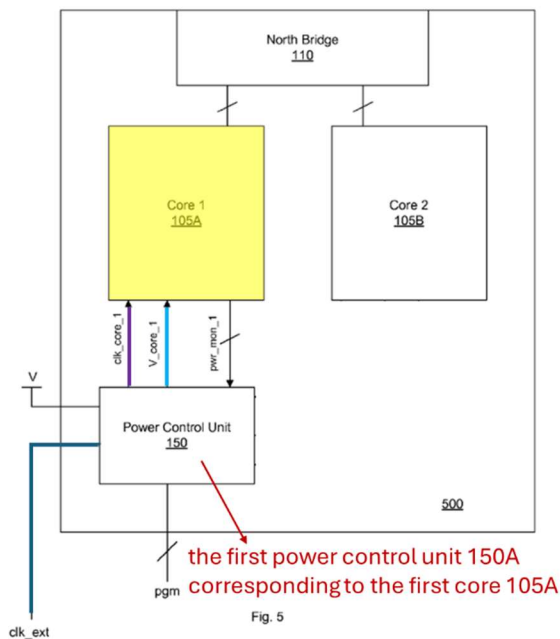 North Bridge
110
Core 1
105A
Core 2
105B
clk_core_1
V_core_1
pwr_mon_1
V
Power Control Unit
150
500
the first power control unit 150A
corresponding to the first core 105A
pgm
Fig. 5
clk_ext